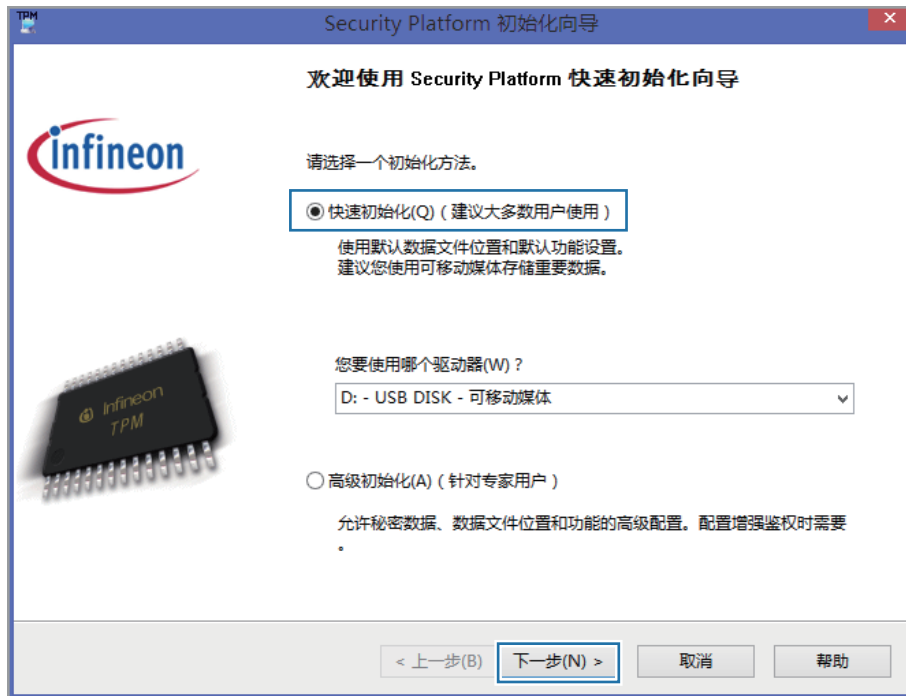 TPM
Security Platform 初始化向导
欢迎使用 Security Platform 快速初始化向导
infineon
请选择一个初始化方法。
快速初始化(Q) ( 建议大多数用户使用 )
使用默认数据文件位置和默认功能设置。
建议您使用可移动媒体存储重要数据。
您要使用哪个驱动器(W) ?
D: - USB DISK - 可移动媒体
Infineon
TPM
高级初始化(A) ( 针对专家用户 )
允许秘密数据、数据文件位置和功能的高级配置。配置增强鉴权时需要
。
< 上一步(B) 下一步(N) > 取消 帮助